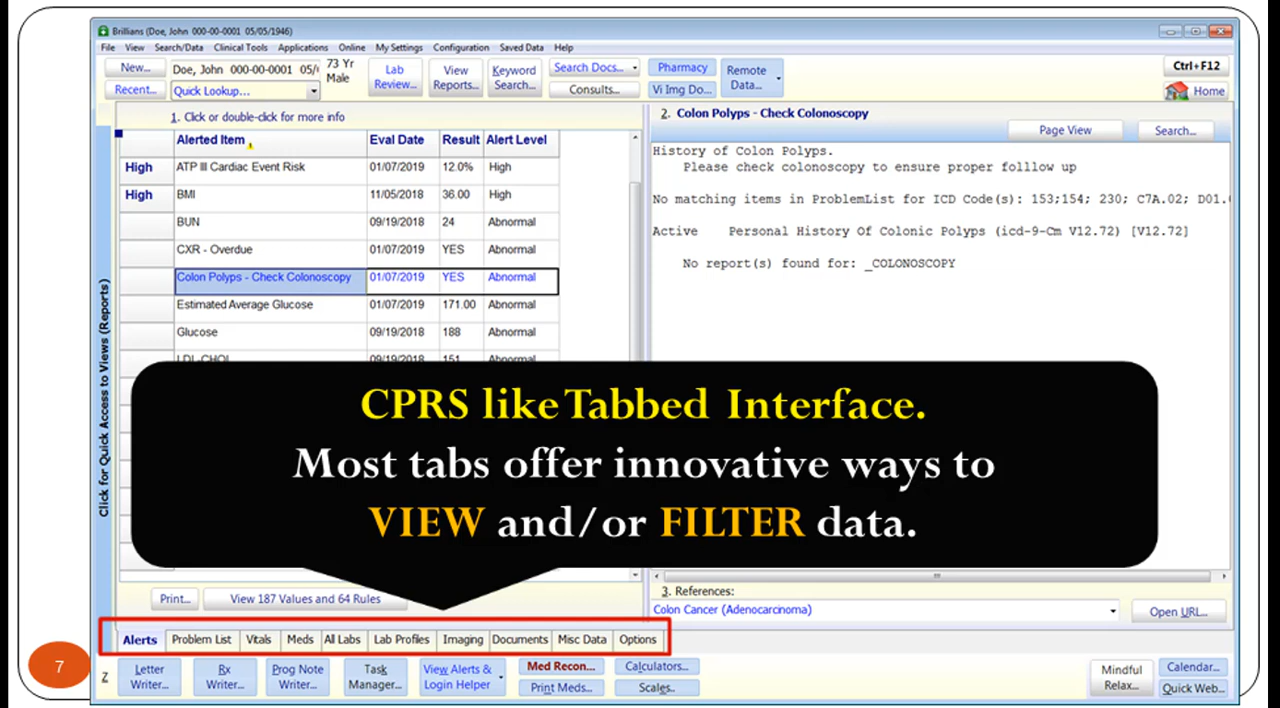 Brillians (Doe, John 000-00-0001 05/05/1946)
File View Search/Data Clinical Tools Applications Online My Settings Configuration Saved Data Help
New... Doe, John 000-00-0001 05/ 73 Yr Male
Recent... Quick Lookup...
Lab Review... View Reports... Keyword Search... Search Docs... Consults... Pharmacy Vi Img Do... Remote Data...
Ctrl+F12
Home
1. Click or double-click for more info
Alerted Item 1 Eval Date Result Alert Level
High ATP III Cardiac Event Risk 01/07/2019 12.0% High
High BMI 11/05/2018 36.00 High
BUN 09/19/2018 24 Abnormal
CXR - Overdue 01/07/2019 YES Abnormal
Colon Polyps - Check Colonoscopy 01/07/2019 YES Abnormal
Estimated Average Glucose 01/07/2019 171.00 Abnormal
Glucose 09/19/2018 188 Abnormal
LDL-CHOL 09/19/2018 151 Abnormal
Click for Quick Access to Views (Reports)
2. Colon Polyps - Check Colonoscopy
Page View Search...
History of Colon Polyps.
Please check colonoscopy to ensure proper folllow up
No matching items in ProblemList for ICD Code(s): 153;154; 230; C7A.02; D01.
Active Personal History Of Colonic Polyps (icd-9-Cm V12.72) [V12.72]
No report(s) found for: _COLONOSCOPY
CPRS like Tabbed Interface.
Most tabs offer innovative ways to
VIEW and/or FILTER data.
Print... View 187 Values and 64 Rules
3. References:
Colon Cancer (Adenocarcinoma) Open URL...
Alerts Problem List Vitals Meds All Labs Lab Profiles Imaging Documents Misc Data Options
7
Z Letter Writer... Rx Writer... Prog Note Writer... Task Manager... View Alerts & Login Helper Med Recon... Print Meds... Calculators... Scales.. Mindful Relax... Calendar... Quick Web...